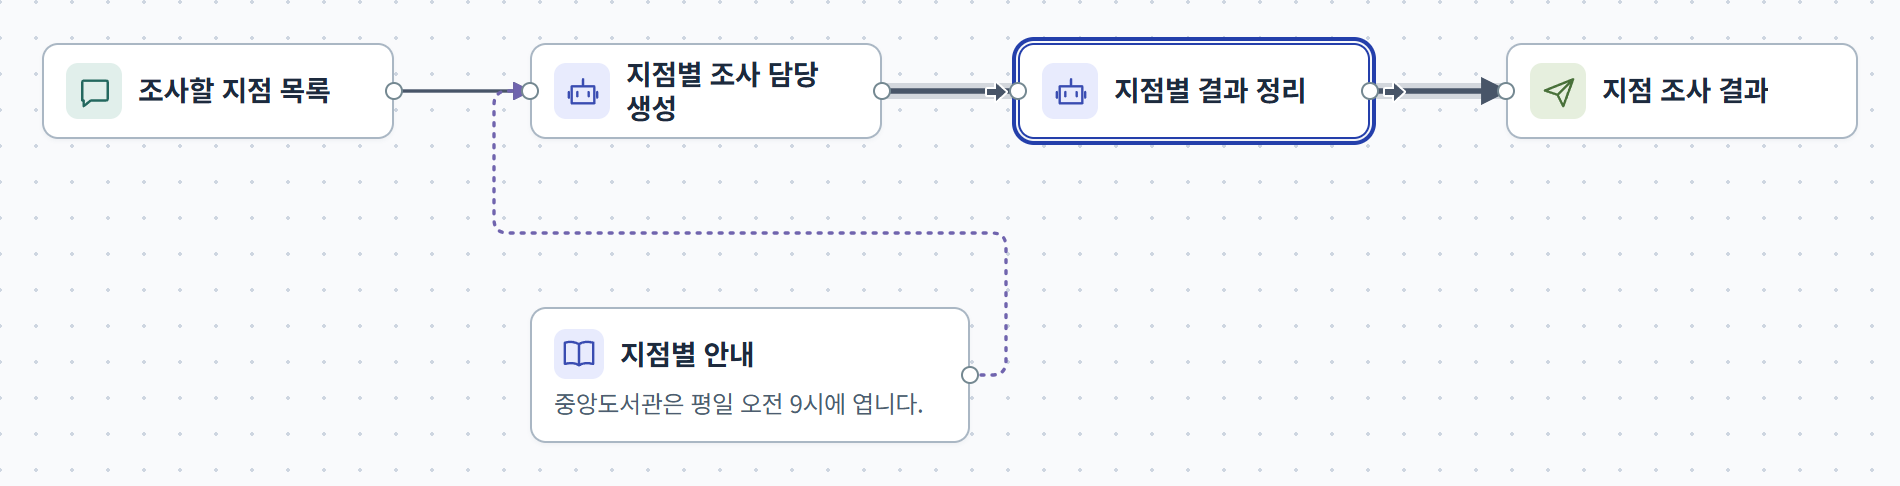 조사할 지점 목록
지점별 조사 담당
생성
지점별 결과 정리
지점 조사 결과
지점별 안내
중앙도서관은 평일 오전 9시에 엽니다.